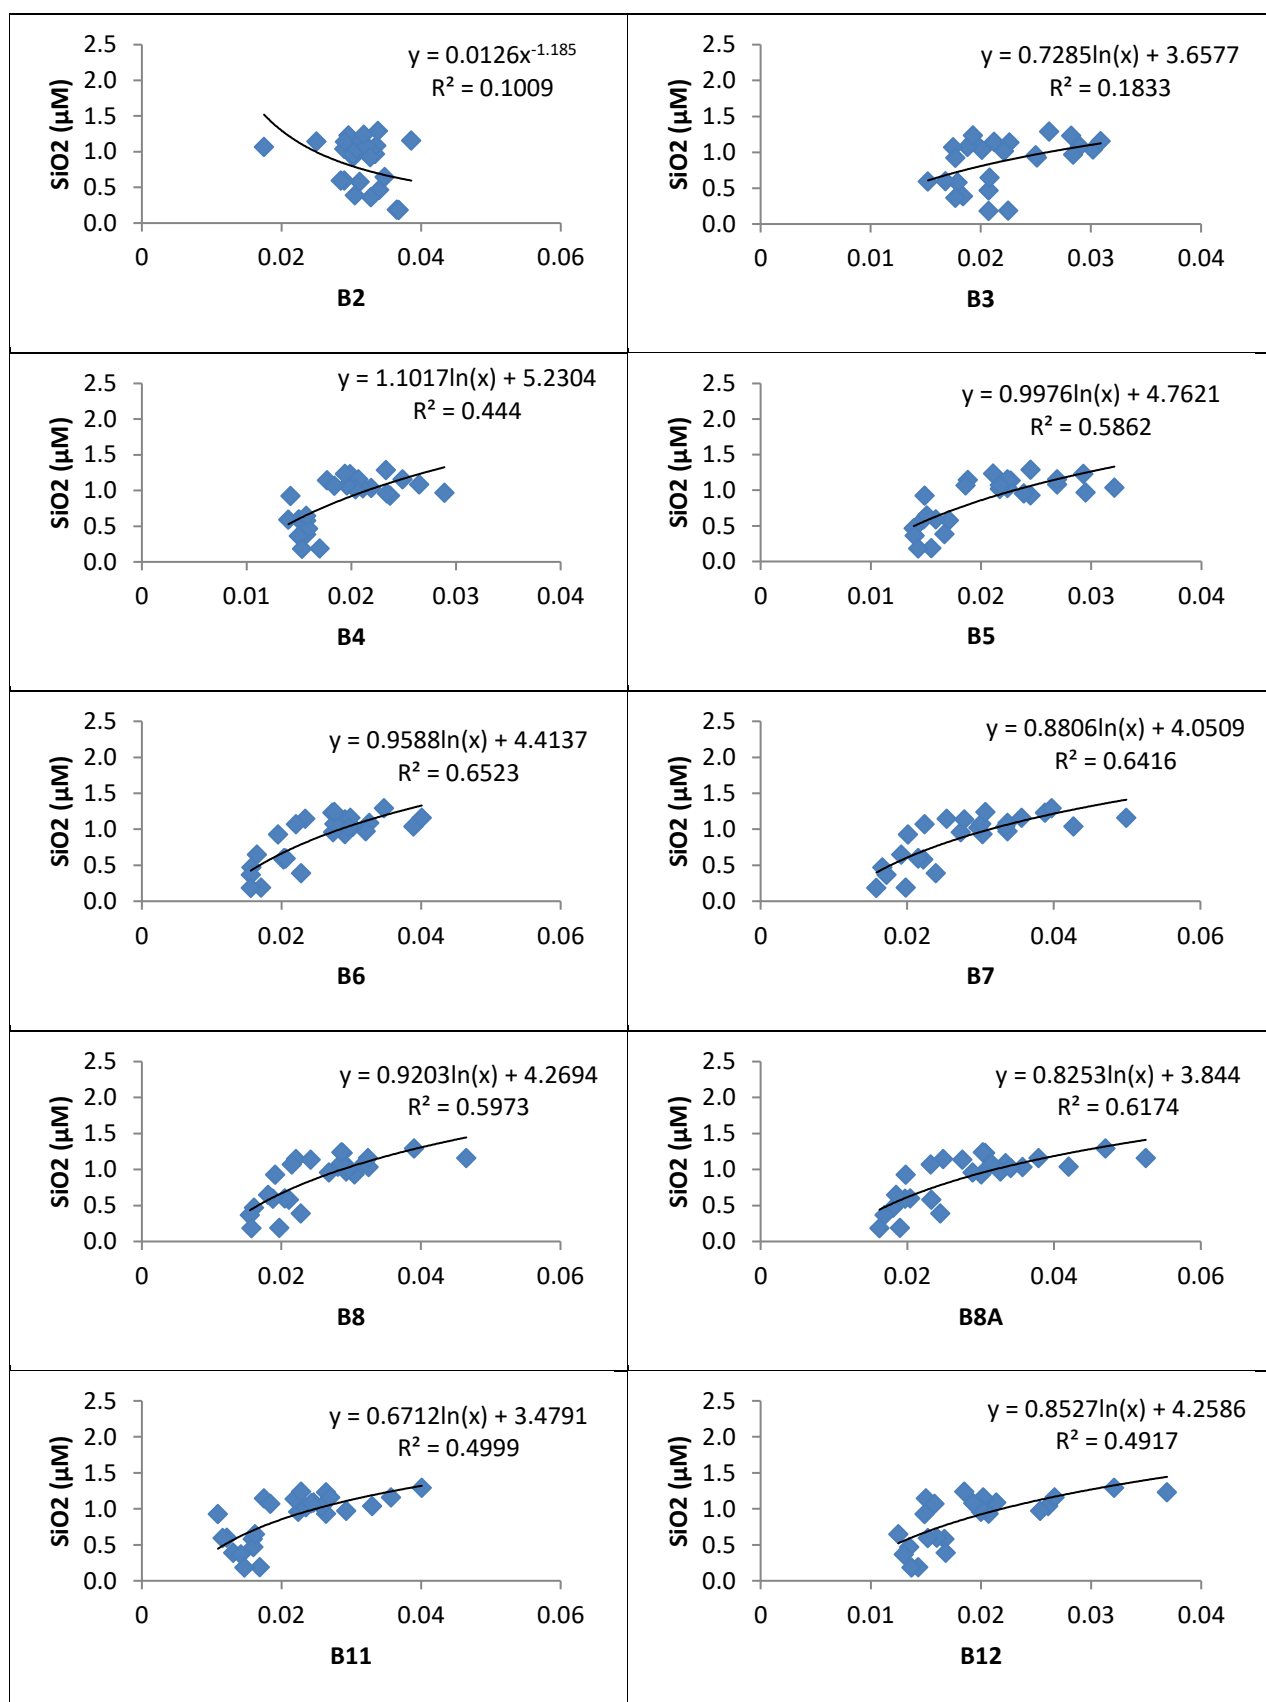 y = 0.0126x^-1.185
R² = 0.1009
SiO2 (µM)
2.5
2.0
1.5
1.0
0.5
0.0
0 0.02 0.04 0.06
B2
y = 0.7285ln(x) + 3.6577
R² = 0.1833
SiO2 (µM)
2.5
2.0
1.5
1.0
0.5
0.0
0 0.01 0.02 0.03 0.04
B3
y = 1.1017ln(x) + 5.2304
R² = 0.444
SiO2 (µM)
2.5
2.0
1.5
1.0
0.5
0.0
0 0.01 0.02 0.03 0.04
B4
y = 0.9976ln(x) + 4.7621
R² = 0.5862
SiO2 (µM)
2.5
2.0
1.5
1.0
0.5
0.0
0 0.01 0.02 0.03 0.04
B5
y = 0.9588ln(x) + 4.4137
R² = 0.6523
SiO2 (µM)
2.5
2.0
1.5
1.0
0.5
0.0
0 0.02 0.04 0.06
B6
y = 0.8806ln(x) + 4.0509
R² = 0.6416
SiO2 (µM)
2.5
2.0
1.5
1.0
0.5
0.0
0 0.02 0.04 0.06
B7
y = 0.9203ln(x) + 4.2694
R² = 0.5973
SiO2 (µM)
2.5
2.0
1.5
1.0
0.5
0.0
0 0.02 0.04 0.06
B8
y = 0.8253ln(x) + 3.844
R² = 0.6174
SiO2 (µM)
2.5
2.0
1.5
1.0
0.5
0.0
0 0.02 0.04 0.06
B8A
y = 0.6712ln(x) + 3.4791
R² = 0.4999
SiO2 (µM)
2.5
2.0
1.5
1.0
0.5
0.0
0 0.02 0.04 0.06
B11
y = 0.8527ln(x) + 4.2586
R² = 0.4917
SiO2 (µM)
2.5
2.0
1.5
1.0
0.5
0.0
0 0.01 0.02 0.03 0.04
B12